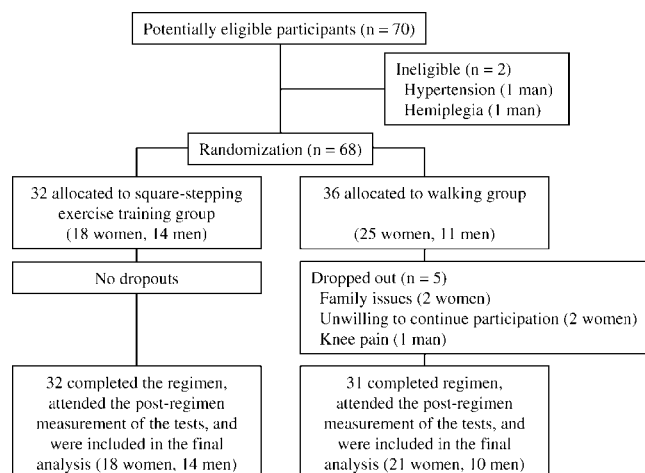 Potentially eligible participants (n = 70)
Ineligible (n = 2)
Hypertension (1 man)
Hemiplegia (1 man)
Randomization (n = 68)
32 allocated to square-stepping
exercise training group
(18 women, 14 men)
36 allocated to walking group
(25 women, 11 men)
No dropouts
Dropped out (n = 5)
Family issues (2 women)
Unwilling to continue participation (2 women)
Knee pain (1 man)
32 completed the regimen,
attended the post-regimen
measurement of the tests, and
were included in the final
analysis (18 women, 14 men)
31 completed regimen,
attended the post-regimen
measurement of the tests, and
were included in the final
analysis (21 women, 10 men)